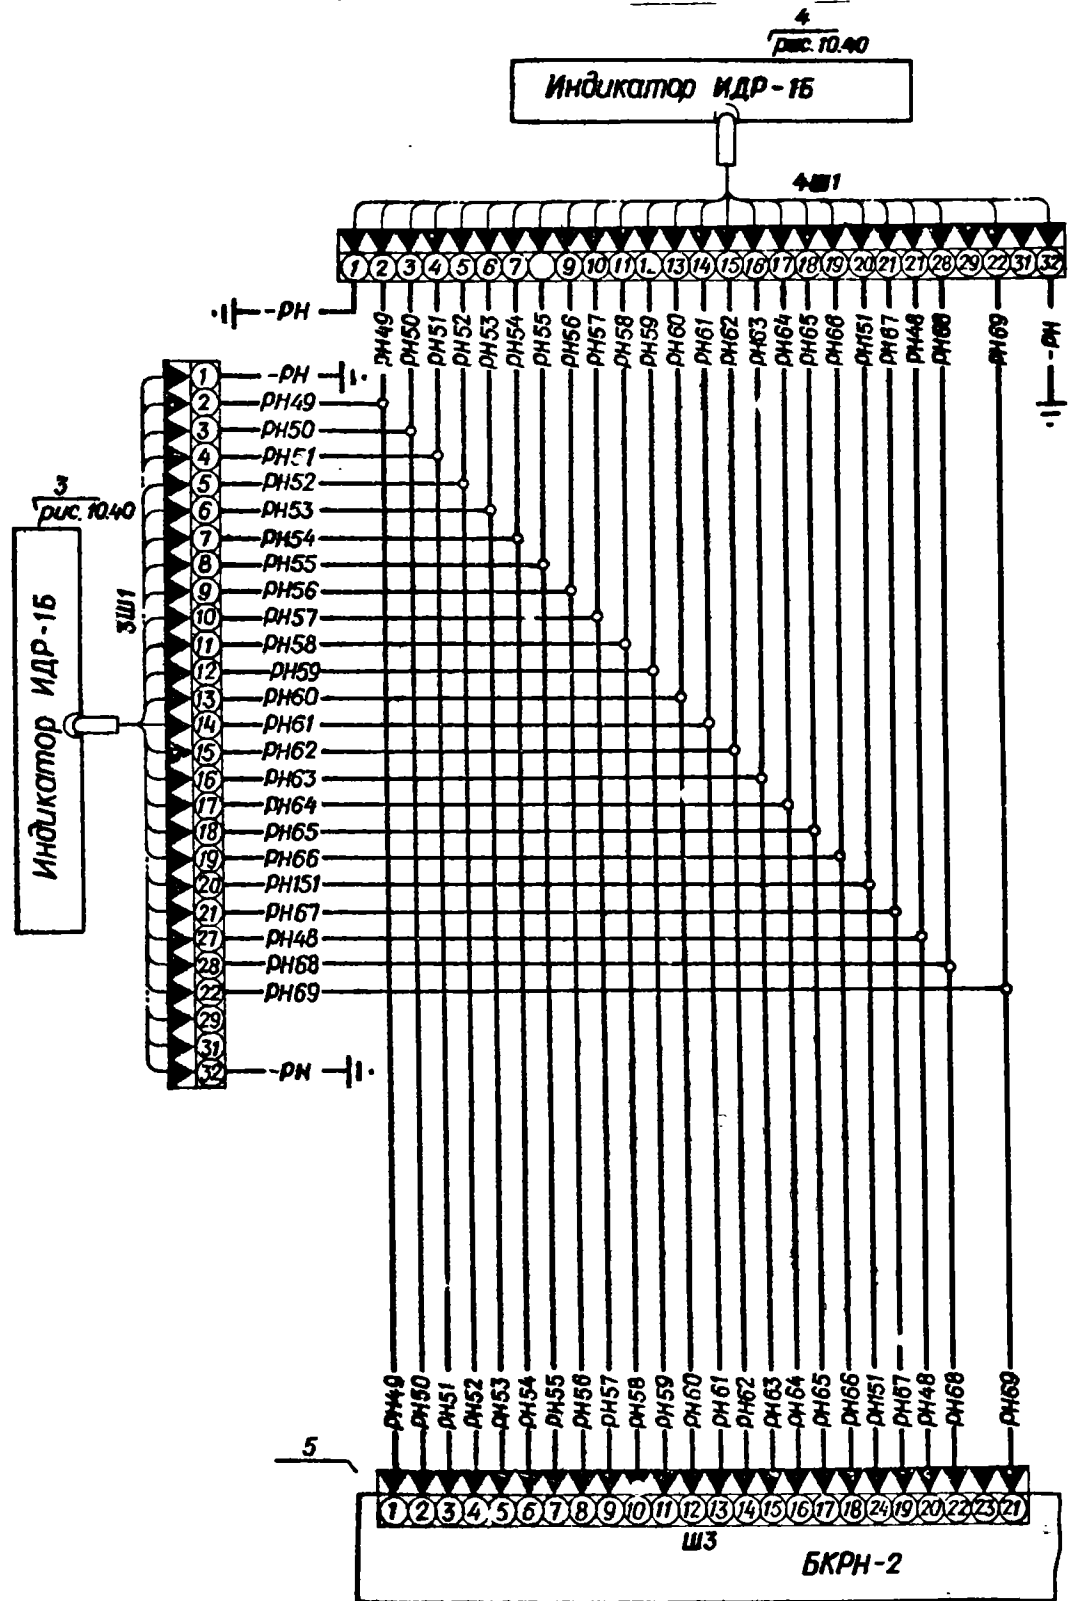 4
рис. 10.40
Индикатор ИДР-1Б
4Ш1
1 2 3 4 5 6 7 9 10 11 13 14 15 16 17 18 19 20 21 21 28 29 22 31 32
-РН
РН49 РН50 РН51 РН52 РН53 РН54 РН55 РН56 РН57 РН58 РН59 РН60 РН61 РН62 РН63 РН64 РН65 РН66 РН151 РН67 РН48 РН68 РН69 -РН
1 -РН
2 РН49
3 РН50
4 РН51
5 РН52
6 РН53
7 РН54
8 РН55
9 РН56
10 РН57
11 РН58
12 РН59
13 РН60
14 РН61
15 РН62
16 РН63
17 РН64
18 РН65
19 РН66
20 РН151
21 РН67
27 РН48
28 РН68
22 РН69
29
31
32 -РН
3
рис. 10.40
Индикатор ИДР-1Б
3Ш1
РН49 РН50 РН51 РН52 РН53 РН54 РН55 РН56 РН57 РН58 РН59 РН60 РН61 РН62 РН63 РН64 РН65 РН66 РН151 РН67 РН48 РН68 РН69
5
1 2 3 4 5 6 7 8 9 10 11 12 13 14 15 16 17 18 24 19 20 22 23 21
Ш3
БКРН-2